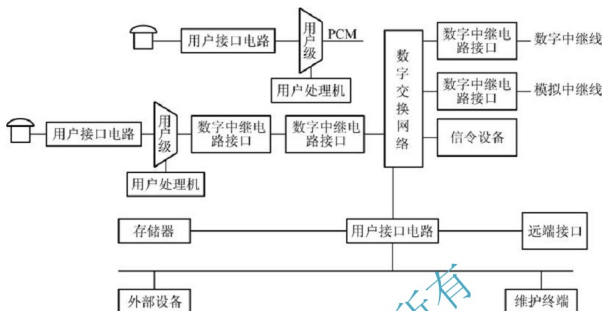 用户接口电路
用户级
PCM
用户处理机
数字中继电
路接口
数字中继线
数字中继电
路接口
模拟中继线
信令设备
数字交换网络
用户接口电路
用户级
数字中继电
路接口
数字中继电
路接口
用户处理机
存储器
用户接口电路
远端接口
外部设备
维护终端
所有